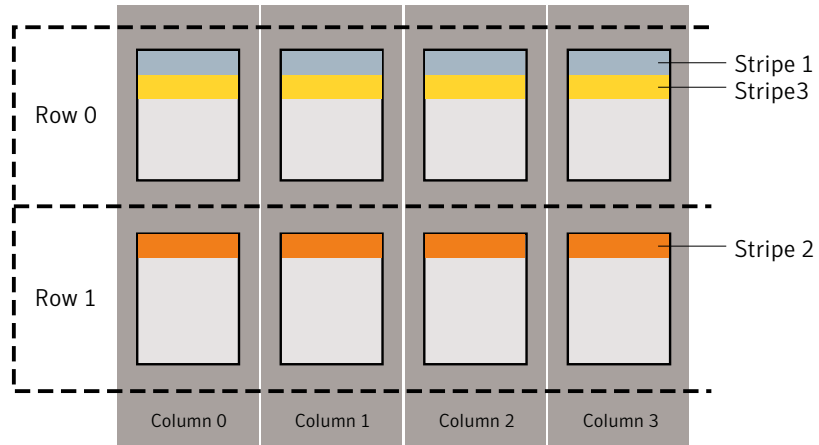 Stripe 1
Stripe3
Row 0
Stripe 2
Row 1
Column 0
Column 1
Column 2
Column 3